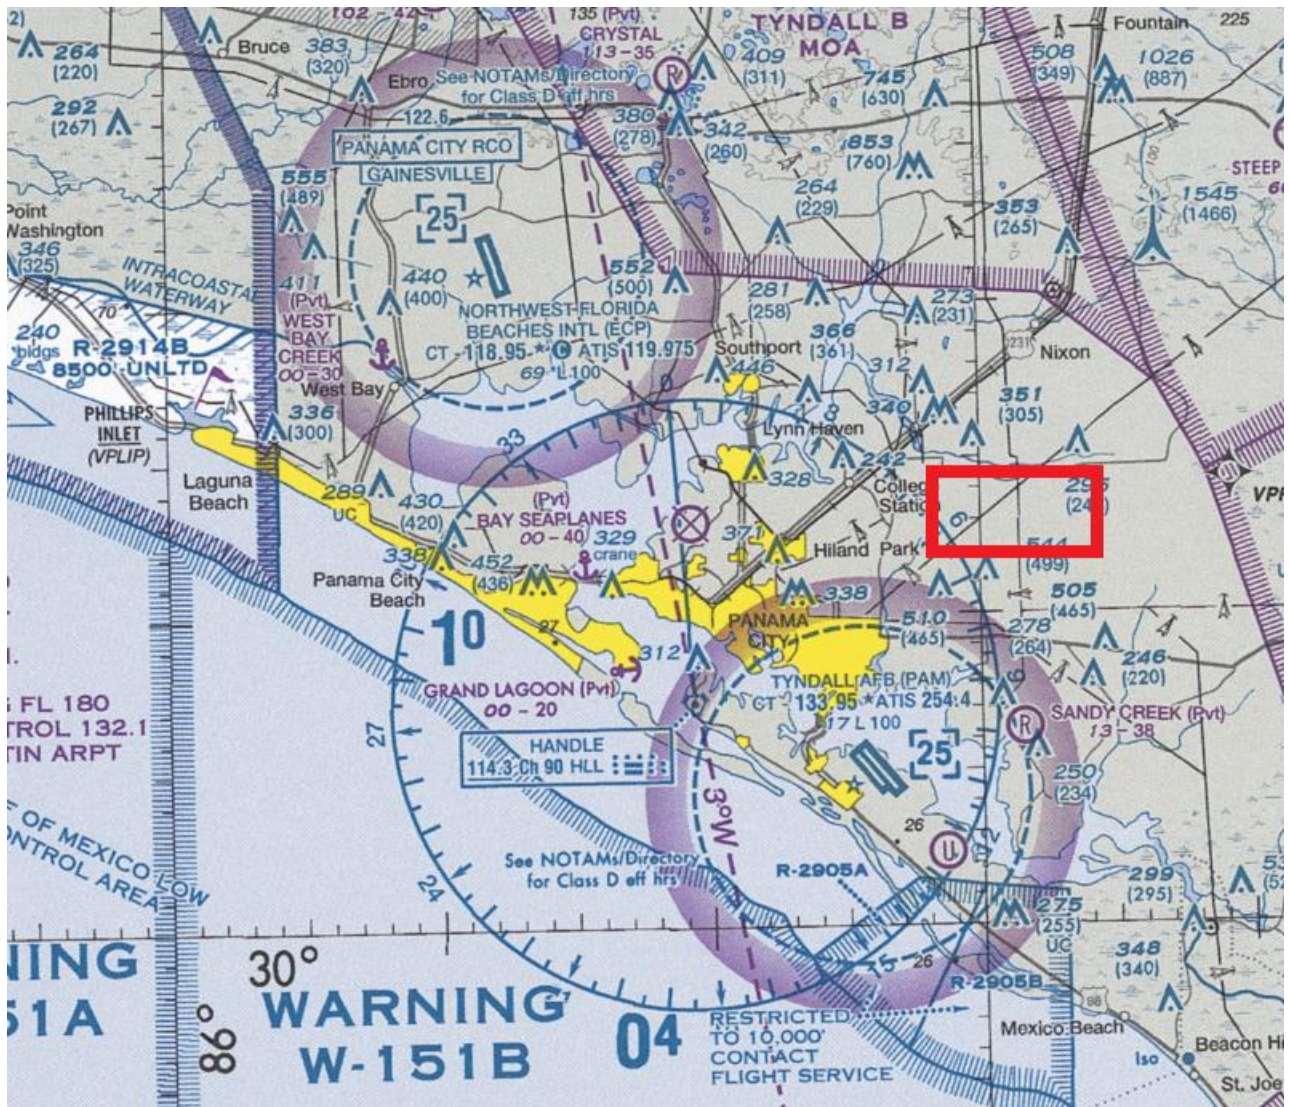 135 (Pvt)
CRYSTAL
113 - 35
TYNDALL B
MOA
Fountain
225
264
(220)
Bruce
383
(320)
Ebro
See NOTAMs/Directory
for Class D eff hrs
409
(311)
745
(630)
508
(349)
1026
(887)
292
(267)
122.6
380
(278)
342
(260)
853
(760)
PANAMA CITY RCO
GAINESVILLE
STEEP
555
(489)
[25]
264
(229)
353
(265)
1545
(1466)
Point
Washington
346
(325)
INTRACOASTAL
WATERWAY
411
(Pvt)
WEST
BAY
CREEK
00 - 30
440
(400)
552
(500)
281
(258)
273
(231)
NORTHWEST FLORIDA
BEACHES INTL (ECP)
CT - 118.95 * C ATIS 119.975
69 *L 100
70
240
bldgs
R-2914B
8500 UNLTD
366
(361)
231
Nixon
Southport
446
312
West Bay
0
351
(305)
340
PHILLIPS
INLET
(VPLIP)
336
(300)
33
Lynn Haven
242
Laguna
Beach
289
UC
430
(420)
328
(Pvt)
BAY SEAPLANES
00 - 40
329
crane
371
Hiland Park
6
544
(499)
338
452
(436)
Panama City
Beach
338
510
(465)
505
(465)
278
(264)
PANAMA
CITY
10
27
312
246
(220)
GRAND LAGOON (Pvt)
00 - 20
TYNDALL AFB (PAM)
CT - 133.95 * ATIS 254.4
17 L 100
SANDY CREEK (Pvt)
13 - 38
FL 180
TROL 132.1
TIN ARPT
27
HANDLE
114.3 Ch 90 HLL
[25]
250
(234)
3°W
26
OF MEXICO LOW
CONTROL AREA
24
See NOTAMs/Directory
for Class D eff hrs
R-2905A
299
(295)
275
(255)
UC
348
(340)
15
26
R-2905B
30°
86°
WARNING
W-151B
04
RESTRICTED
TO 10,000'
CONTACT
FLIGHT SERVICE
98
Mexico Beach
Iso
Beacon Hi
St. Joe